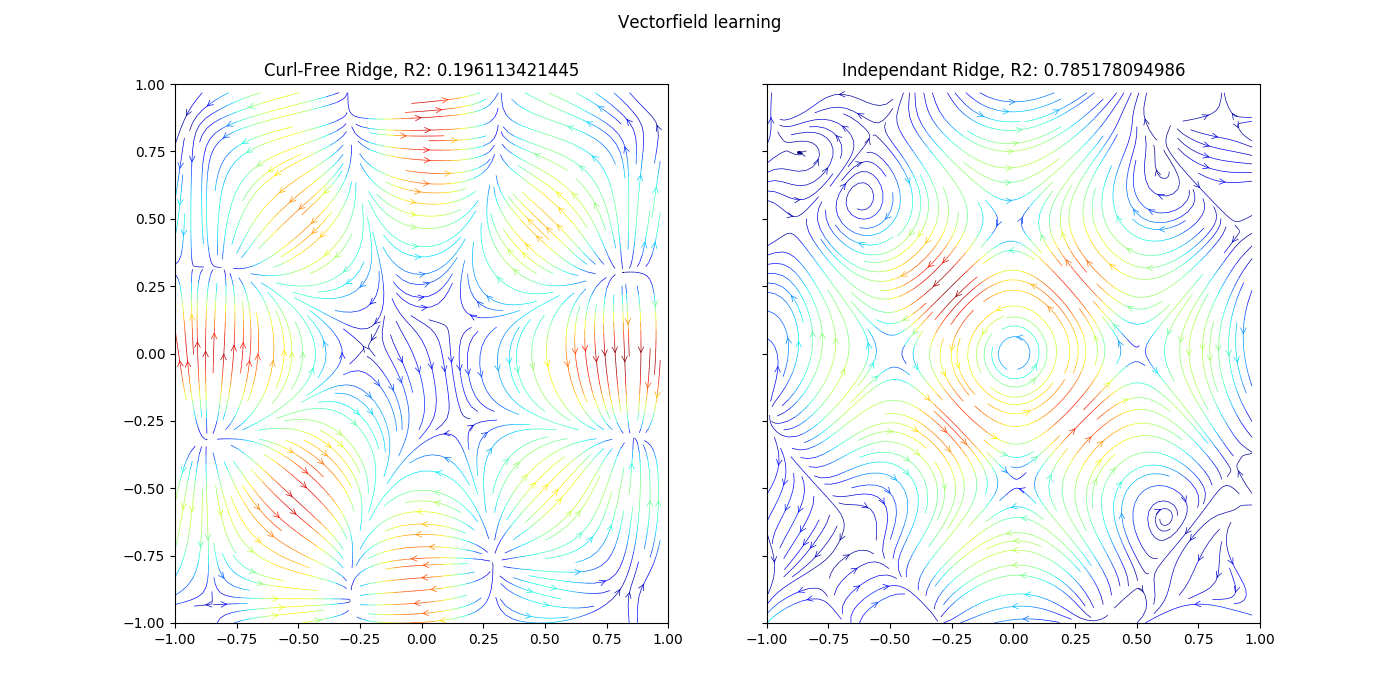 Vectorfield learning
Curl-Free Ridge, R2: 0.196113421445
Independant Ridge, R2: 0.785178094986
1.00
0.75
0.50
0.25
0.00
−0.25
−0.50
−0.75
−1.00
−1.00 −0.75 −0.50 −0.25 0.00 0.25 0.50 0.75 1.00
−1.00 −0.75 −0.50 −0.25 0.00 0.25 0.50 0.75 1.00